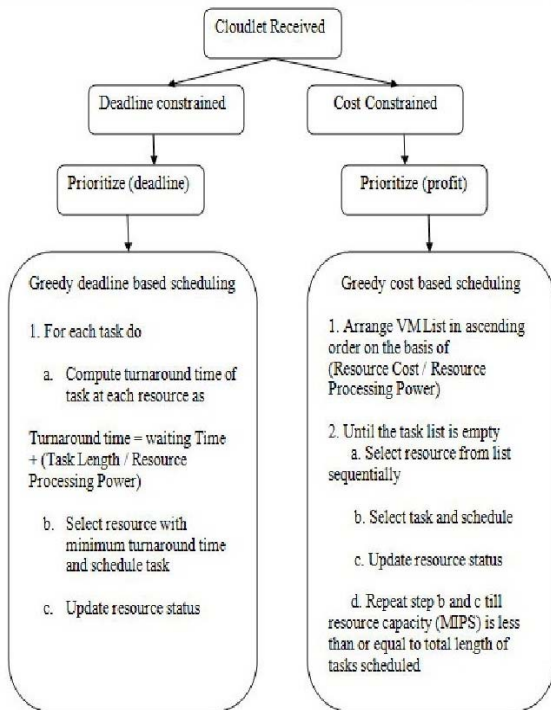 Cloudlet Received
Deadline constrained
Cost Constrained
Prioritize (deadline)
Prioritize (profit)
Greedy deadline based scheduling
1. For each task do
a. Compute turnaround time of
task at each resource as
Turnaround time = waiting Time
+ (Task Length / Resource
Processing Power)
b. Select resource with
minimum turnaround time
and schedule task
c. Update resource status
Greedy cost based scheduling
1. Arrange VM List in ascending
order on the basis of
(Resource Cost / Resource
Processing Power)
2. Until the task list is empty
a. Select resource from list
sequentially
b. Select task and schedule
c. Update resource status
d. Repeat step b and c till
resource capacity (MIPS) is less
than or equal to total length of
tasks scheduled